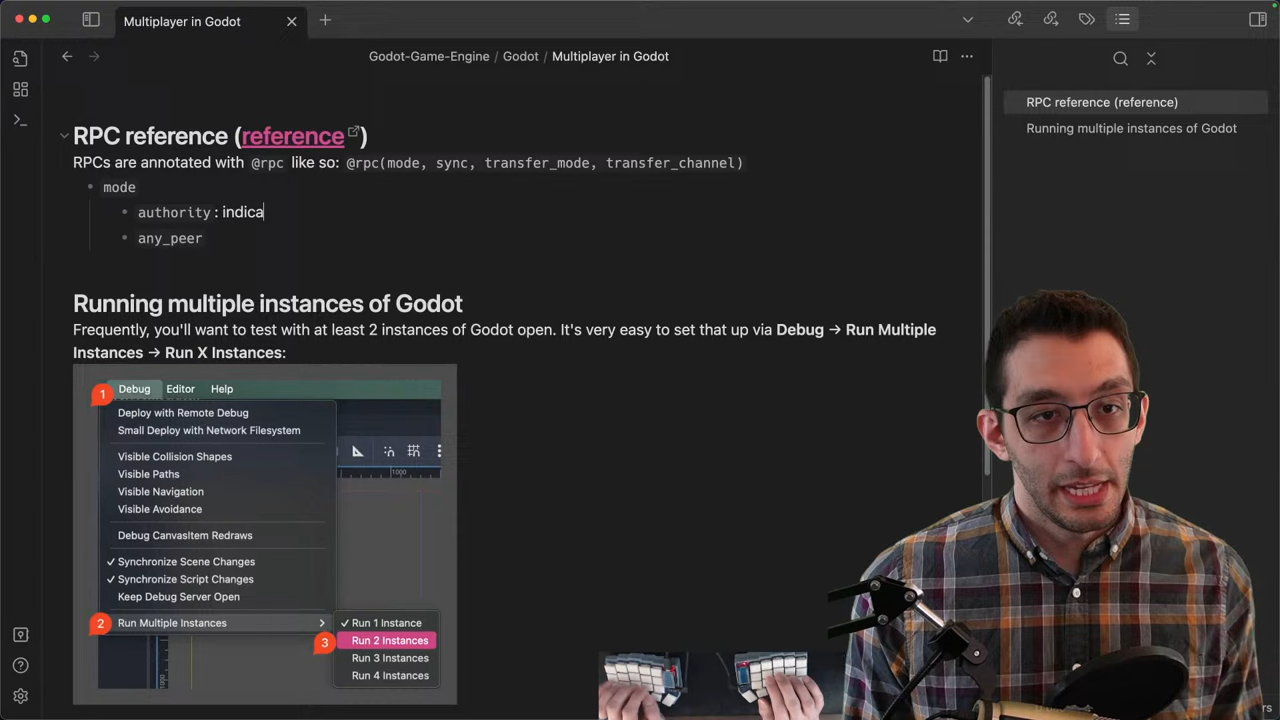 Multiplayer in Godot
Godot-Game-Engine / Godot / Multiplayer in Godot
RPC reference (reference)
RPCs are annotated with @rpc like so: @rpc(mode, sync, transfer_mode, transfer_channel)
mode
authority: indica
any_peer
Running multiple instances of Godot
Frequently, you'll want to test with at least 2 instances of Godot open. It's very easy to set that up via Debug → Run Multiple
Instances → Run X Instances:
1
Debug Editor Help
Deploy with Remote Debug
Small Deploy with Network Filesystem
Visible Collision Shapes
Visible Paths
Visible Navigation
Visible Avoidance
Debug CanvasItem Redraws
Synchronize Scene Changes
Synchronize Script Changes
Keep Debug Server Open
2
Run Multiple Instances
3
Run 1 Instance
Run 2 Instances
Run 3 Instances
Run 4 Instances
1000
RPC reference (reference)
Running multiple instances of Godot